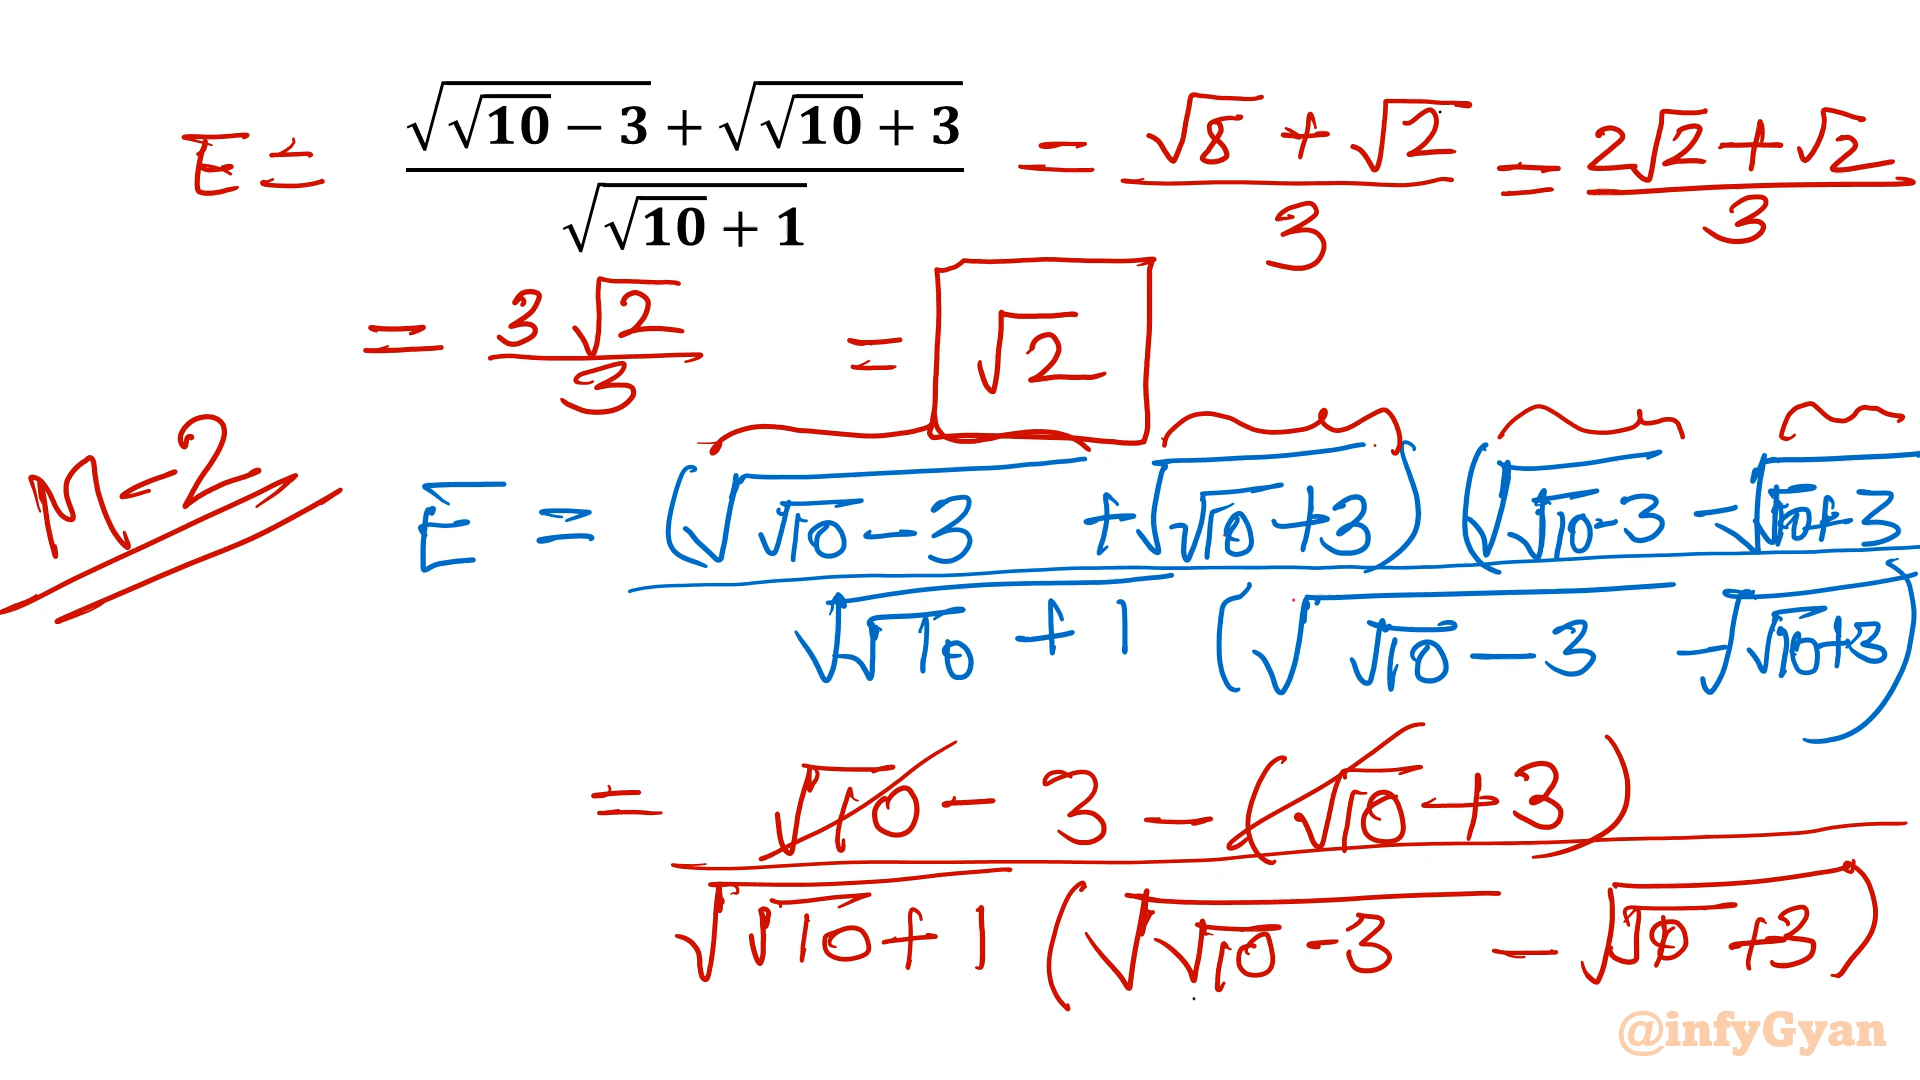 E = (√(√10 − 3) + √(√10 + 3)) / √(√10 + 1) = (√8 + √2) / 3 = (2√2 + √2) / 3
= 3√2 / 3 = √2
M-2
E = (√(√10 − 3) + √(√10 + 3)) (√(√10 − 3) − √(√10 + 3)) / √(√10 + 1) (√(√10 − 3) − √(√10 + 3))
= √10 − 3 − (√10 + 3) / √(√10 + 1) (√(√10 − 3) − √(√10 + 3))
@infyGyan